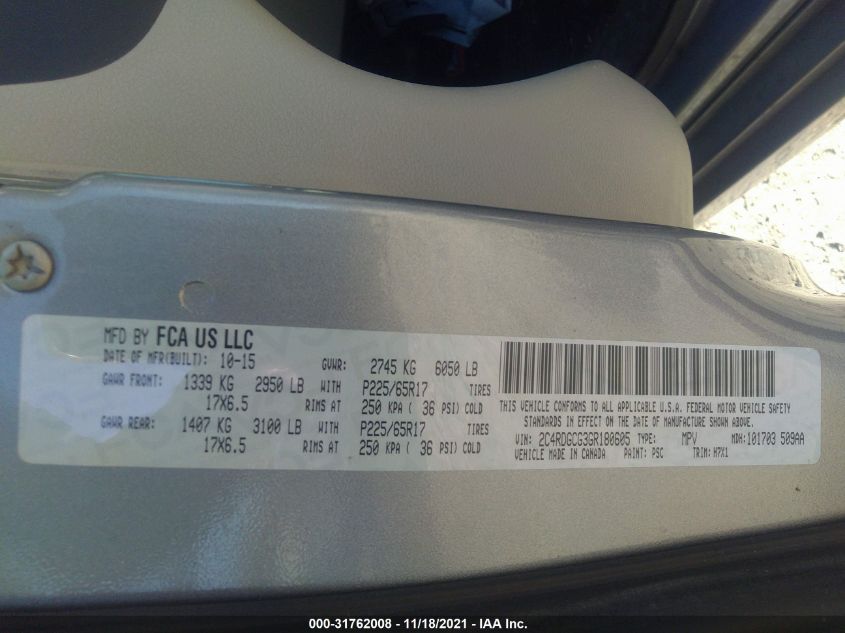 MFD BY FCA US LLC
DATE OF MFR(BUILT): 10-15 GVWR: 2745 KG 6050 LB
GAWR FRONT: 1339 KG 2950 LB WITH P225/65R17 TIRES
17X6.5 RIMS AT 250 KPA ( 36 PSI) COLD
GAWR REAR: 1407 KG 3100 LB WITH P225/65R17 TIRES
17X6.5 RIMS AT 250 KPA ( 36 PSI) COLD
THIS VEHICLE CONFORMS TO ALL APPLICABLE U.S.A. FEDERAL MOTOR VEHICLE SAFETY
STANDARDS IN EFFECT ON THE DATE OF MANUFACTURE SHOWN ABOVE.
VIN: 2C4RDGCG3GR180605 TYPE: MPV MDH: 101703 509AA
VEHICLE MADE IN CANADA PAINT: PSC TRIM: H7X1
000-31762008 - 11/18/2021 - IAA Inc.